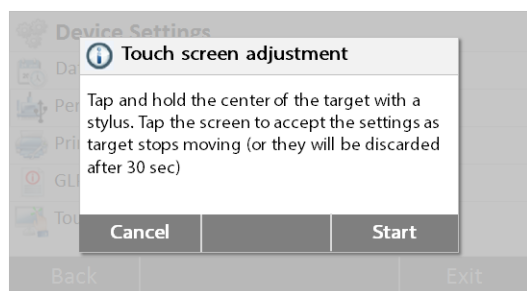 Device Settings
Touch screen adjustment
Tap and hold the center of the target with a
stylus. Tap the screen to accept the settings as
target stops moving (or they will be discarded
after 30 sec)
Cancel
Start
Back
Exit